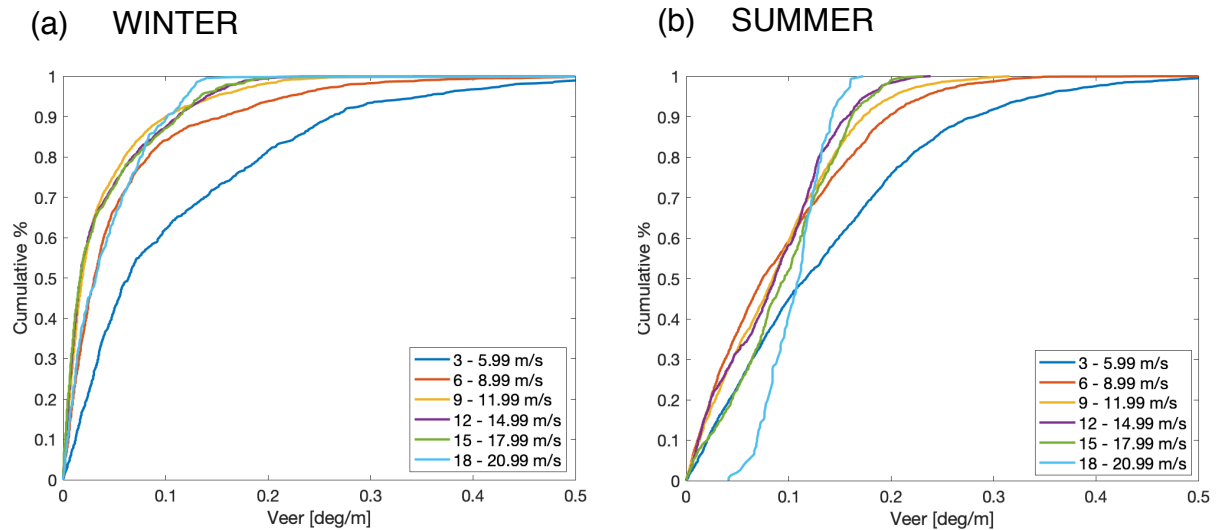 (a) WINTER
1
0.9
0.8
0.7
0.6
0.5
0.4
0.3
0.2
0.1
0
Cumulative %
0 0.1 0.2 0.3 0.4 0.5
Veer [deg/m]
3 - 5.99 m/s
6 - 8.99 m/s
9 - 11.99 m/s
12 - 14.99 m/s
15 - 17.99 m/s
18 - 20.99 m/s
(b) SUMMER
1
0.9
0.8
0.7
0.6
0.5
0.4
0.3
0.2
0.1
0
Cumulative %
0 0.1 0.2 0.3 0.4 0.5
Veer [deg/m]
3 - 5.99 m/s
6 - 8.99 m/s
9 - 11.99 m/s
12 - 14.99 m/s
15 - 17.99 m/s
18 - 20.99 m/s